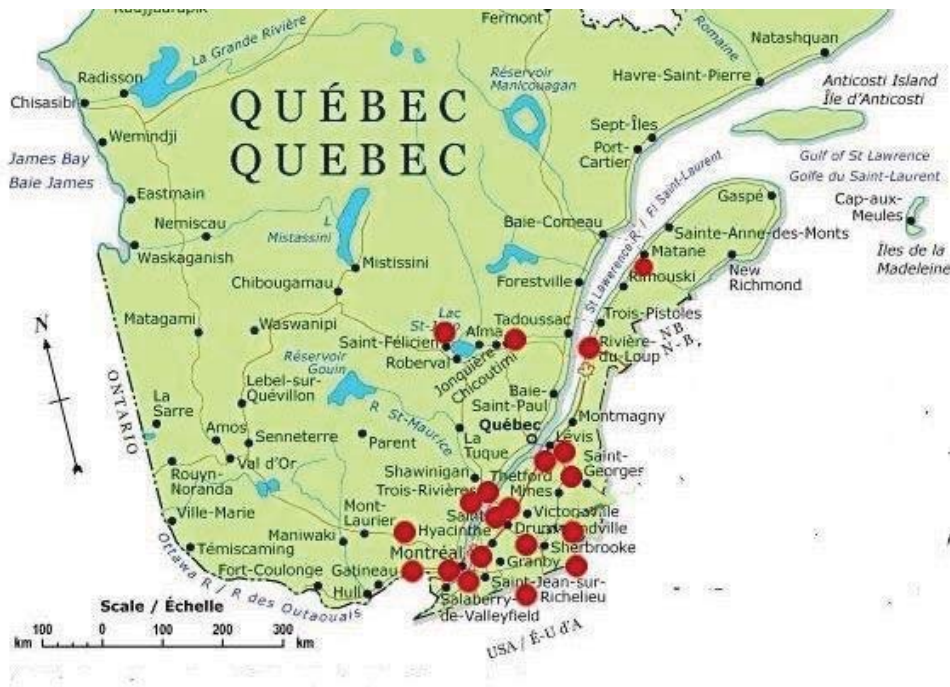 Fermont
La Grande Rivière
Romaine
Natashquan
Radisson
Réservoir
Manicouagan
Havre-Saint-Pierre
Chisasibi
QUÉBEC
QUEBEC
Anticosti Island
Île d'Anticosti
Wemindji
Sept-Îles
Port-
Cartier
James Bay
Baie James
Gulf of St Lawrence
Golfe du Saint-Laurent
Eastmain
Gaspé
Cap-aux-
Meules
Nemiscau
L
Mistassini
Baie-Comeau
St Lawrence R / Fl Saint-Laurent
Sainte-Anne-des-Monts
Waskaganish
Mistissini
Matane
Îles de la
Madeleine
Chibougamau
Forestville
Rimouski
New
Richmond
N
Matagami
Waswanipi
Lac
Saint-Félicien
Alma
Tadoussac
Trois-Pistoles
NB
N-B.
Réservoir
Gouin
Roberval
Jonquière
Chicoutimi
Rivière-
du-Loup
ONTARIO
La
Sarre
Lebel-sur-
Quévillon
R St-Maurice
Baie-
Saint-Paul
Montmagny
Amos
Senneterre
Parent
La
Tuque
Québec
Lévis
Rouyn-
Noranda
Val d'Or
Shawinigan
Thetford
Mines
Saint-
Georges
Trois-Rivières
Ville-Marie
Mont-
Laurier
Hyacinthe
Victoriaville
Témiscaming
Maniwaki
Montréal
Sherbrooke
Ottawa R / R des Outaouais
Fort-Coulonge
Gatineau
Granby
Hull
Saint-Jean-sur-
Richelieu
Salaberry-
de-Valleyfield
Scale / Échelle
100 0 100 200 300
km km
USA / É-U d'A